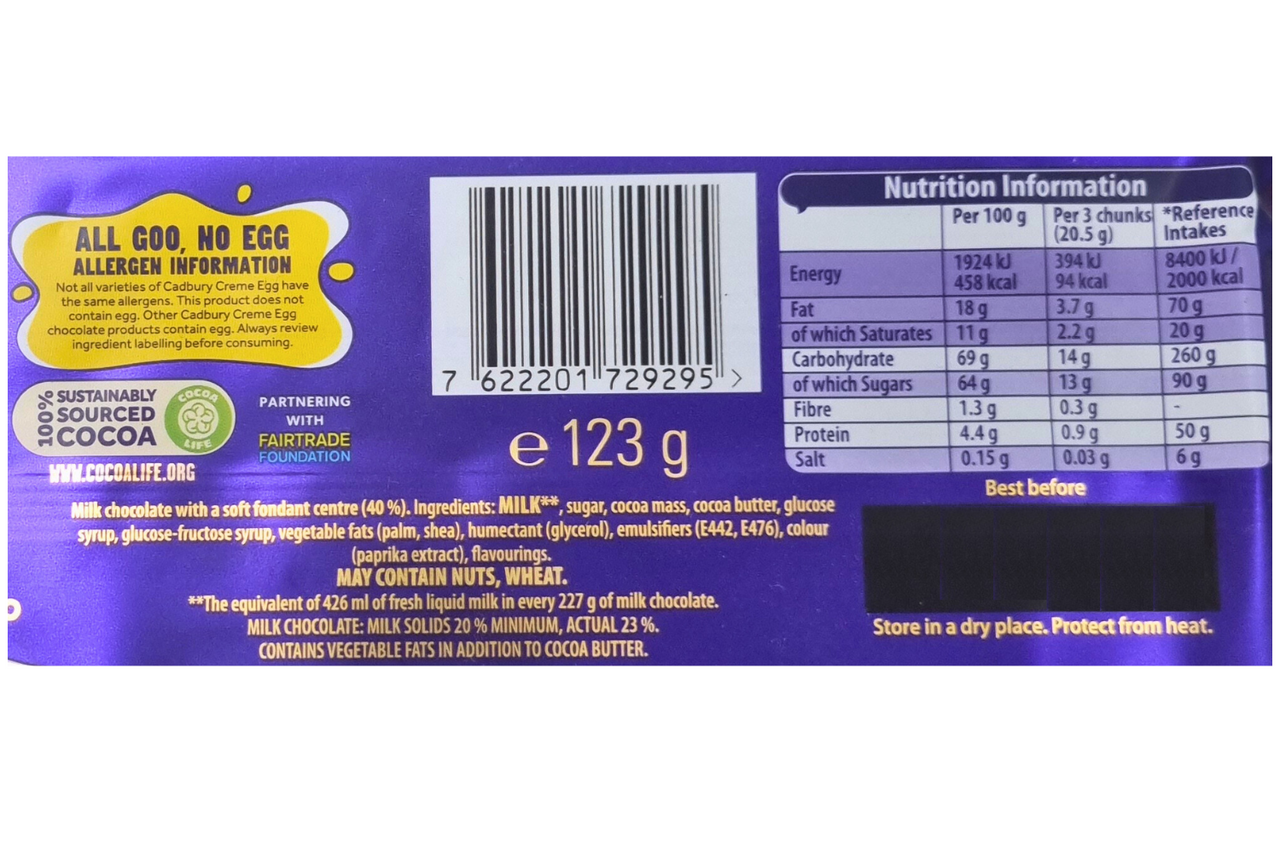 ALL GOO, NO EGG
ALLERGEN INFORMATION
Not all varieties of Cadbury Creme Egg have
the same allergens. This product does not
contain egg. Other Cadbury Creme Egg
chocolate products contain egg. Always review
ingredient labelling before consuming.
100% SUSTAINABLY
SOURCED
COCOA
COCOA
LIFE
WWW.COCOALIFE.ORG
PARTNERING
WITH
FAIRTRADE
FOUNDATION
7 622201 729295 >
e 123 g
Milk chocolate with a soft fondant centre (40 %). Ingredients: MILK**, sugar, cocoa mass, cocoa butter, glucose
syrup, glucose-fructose syrup, vegetable fats (palm, shea), humectant (glycerol), emulsifiers (E442, E476), colour
(paprika extract), flavourings.
MAY CONTAIN NUTS, WHEAT.
**The equivalent of 426 ml of fresh liquid milk in every 227 g of milk chocolate.
MILK CHOCOLATE: MILK SOLIDS 20 % MINIMUM, ACTUAL 23 %.
CONTAINS VEGETABLE FATS IN ADDITION TO COCOA BUTTER.
Nutrition Information
Per 100 g Per 3 chunks *Reference
(20.5 g) Intakes
Energy 1924 kJ 394 kJ 8400 kJ /
458 kcal 94 kcal 2000 kcal
Fat 18 g 3.7 g 70 g
of which Saturates 11 g 2.2 g 20 g
Carbohydrate 69 g 14 g 260 g
of which Sugars 64 g 13 g 90 g
Fibre 1.3 g 0.3 g -
Protein 4.4 g 0.9 g 50 g
Salt 0.15 g 0.03 g 6 g
Best before
Store in a dry place. Protect from heat.